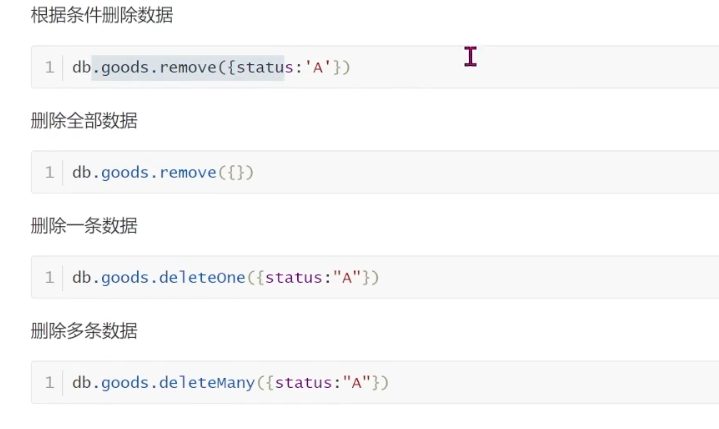 根据条件删除数据
1 db.goods.remove({status:'A'})
删除全部数据
1 db.goods.remove({})
删除一条数据
1 db.goods.deleteOne({status:"A"})
删除多条数据
1 db.goods.deleteMany({status:"A"})